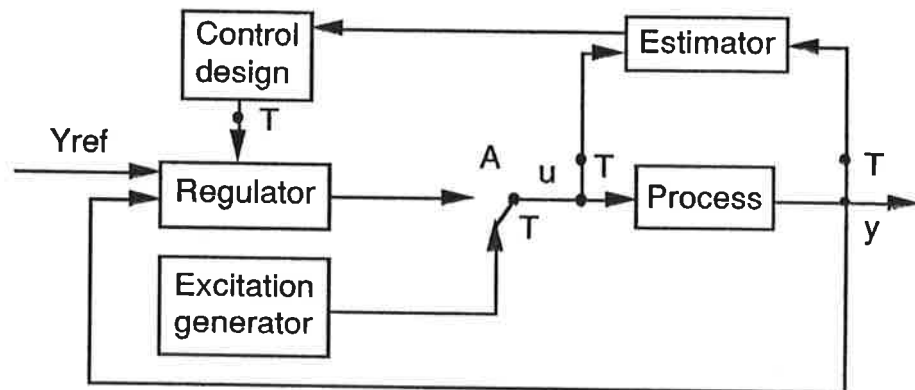 Control
design
Estimator
T
Yref
A
u
T
T
Regulator
T
Process
y
Excitation
generator